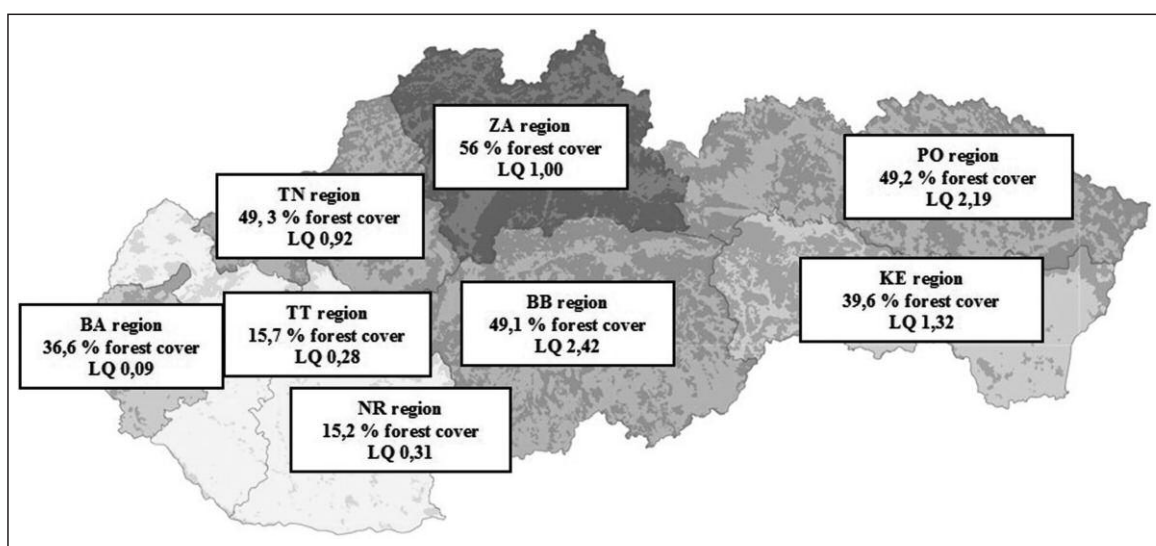 ZA region
56 % forest cover
LQ 1,00
PO region
49,2 % forest cover
LQ 2,19
TN region
49, 3 % forest cover
LQ 0,92
KE region
39,6 % forest cover
LQ 1,32
BB region
49,1 % forest cover
LQ 2,42
TT region
15,7 % forest cover
LQ 0,28
BA region
36,6 % forest cover
LQ 0,09
NR region
15,2 % forest cover
LQ 0,31